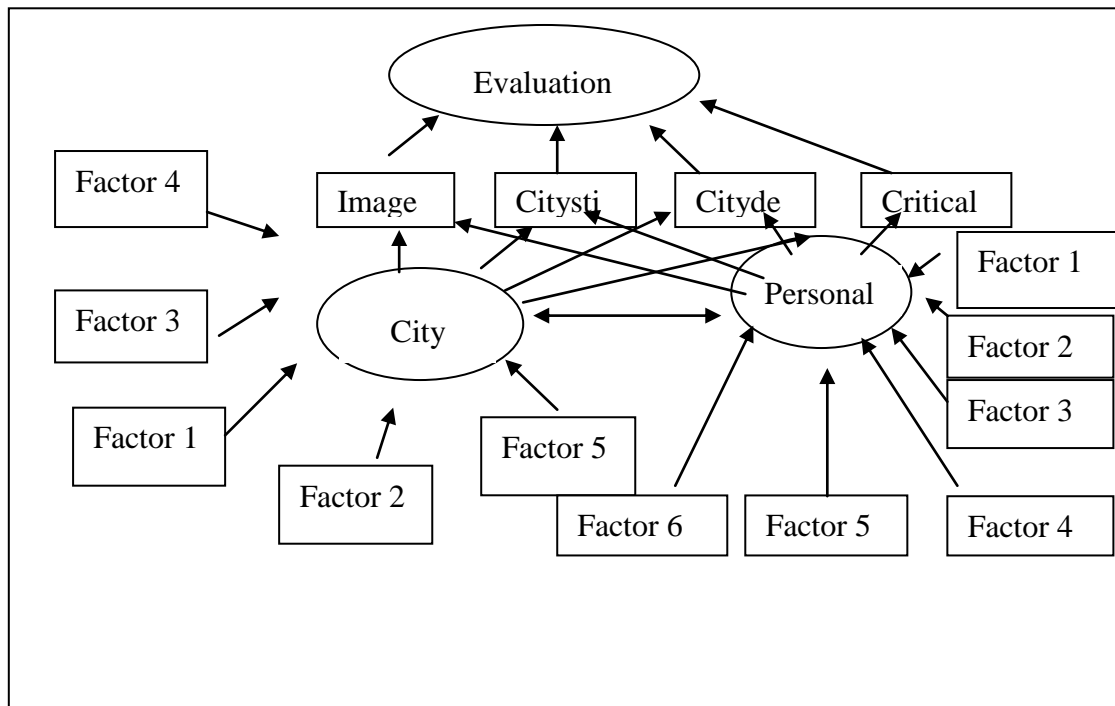 Evaluation
Factor 4
Image
Citysti
Cityde
Critical
Factor 1
Personal
Factor 3
City
Factor 2
Factor 3
Factor 1
Factor 5
Factor 2
Factor 6
Factor 5
Factor 4